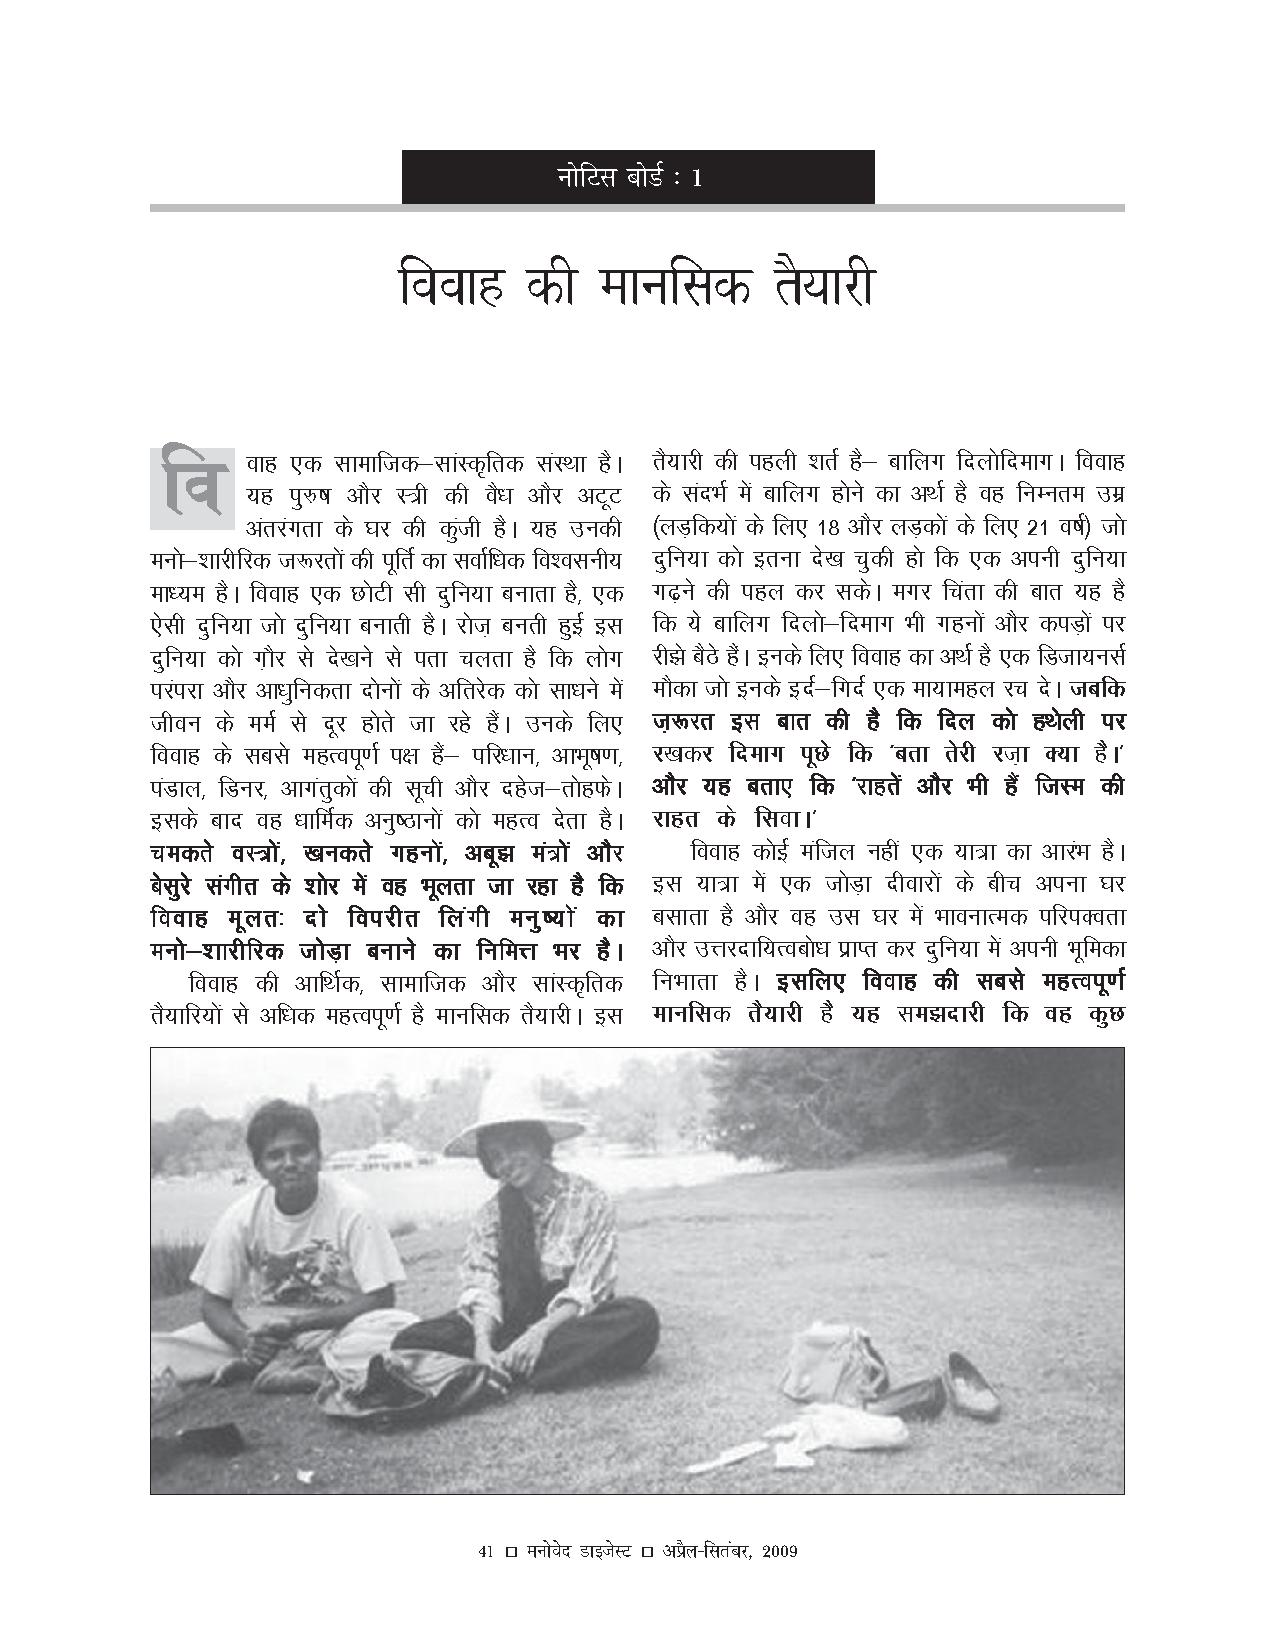 नोटिस बोर्ड : 1
विवाह की मानसिक तैयारी
विवाह एक सामाजिक–सांस्कृतिक संस्था है।
यह पुरुष और स्त्री की वैध और अटूट
अंतरंगता के घर की कुंजी है। यह उनकी
मनो–शारीरिक जरूरतों की पूर्ति का सर्वाधिक विश्वसनीय
माध्यम है। विवाह एक छोटी सी दुनिया बनाता है, एक
ऐसी दुनिया जो दुनिया बनाती है। रोज़ बनती हुई इस
दुनिया को ग़ौर से देखने से पता चलता है कि लोग
परंपरा और आधुनिकता दोनों के अतिरेक को साधने में
जीवन के मर्म से दूर होते जा रहे हैं। उनके लिए
विवाह के सबसे महत्वपूर्ण पक्ष हैं– परिधान, आभूषण,
पंडाल, डिनर, आगंतुकों की सूची और दहेज–तोहफे।
इसके बाद वह धार्मिक अनुष्ठानों को महत्व देता है।
चमकते वस्त्रों, खनकते गहनों, अबूझ मंत्रों और
बेसुरे संगीत के शोर में वह भूलता जा रहा है कि
विवाह मूलतः दो विपरीत लिंगी मनुष्यों का
मनो–शारीरिक जोड़ा बनाने का निमित्त भर है।
विवाह की आर्थिक, सामाजिक और सांस्कृतिक
तैयारियों से अधिक महत्वपूर्ण है मानसिक तैयारी। इस
तैयारी की पहली शर्त है– बालिग दिलोदिमाग। विवाह
के संदर्भ में बालिग होने का अर्थ है वह निम्नतम उम्र
(लड़कियों के लिए 18 और लड़कों के लिए 21 वर्ष) जो
दुनिया को इतना देख चुकी हो कि एक अपनी दुनिया
गढ़ने की पहल कर सके। मगर चिंता की बात यह है
कि ये बालिग दिलो–दिमाग भी गहनों और कपड़ों पर
रीझे बैठे हैं। इनके लिए विवाह का अर्थ है एक डिजायनर्स
मौका जो इनके इर्द–गिर्द एक मायामहल रच दे। जबकि
ज़रूरत इस बात की है कि दिल को हथेली पर
रखकर दिमाग पूछे कि 'बता तेरी रज़ा क्या है।'
और यह बताए कि 'राहतें और भी हैं जिस्म की
राहत के सिवा।'
विवाह कोई मंजिल नहीं एक यात्रा का आरंभ है।
इस यात्रा में एक जोड़ा दीवारों के बीच अपना घर
बसाता है और वह उस घर में भावनात्मक परिपक्वता
और उत्तरदायित्वबोध प्राप्त कर दुनिया में अपनी भूमिका
निभाता है। इसलिए विवाह की सबसे महत्वपूर्ण
मानसिक तैयारी है यह समझदारी कि वह कुछ
41 □ मनोवेद डाइजेस्ट □ अप्रैल-सितंबर, 2009